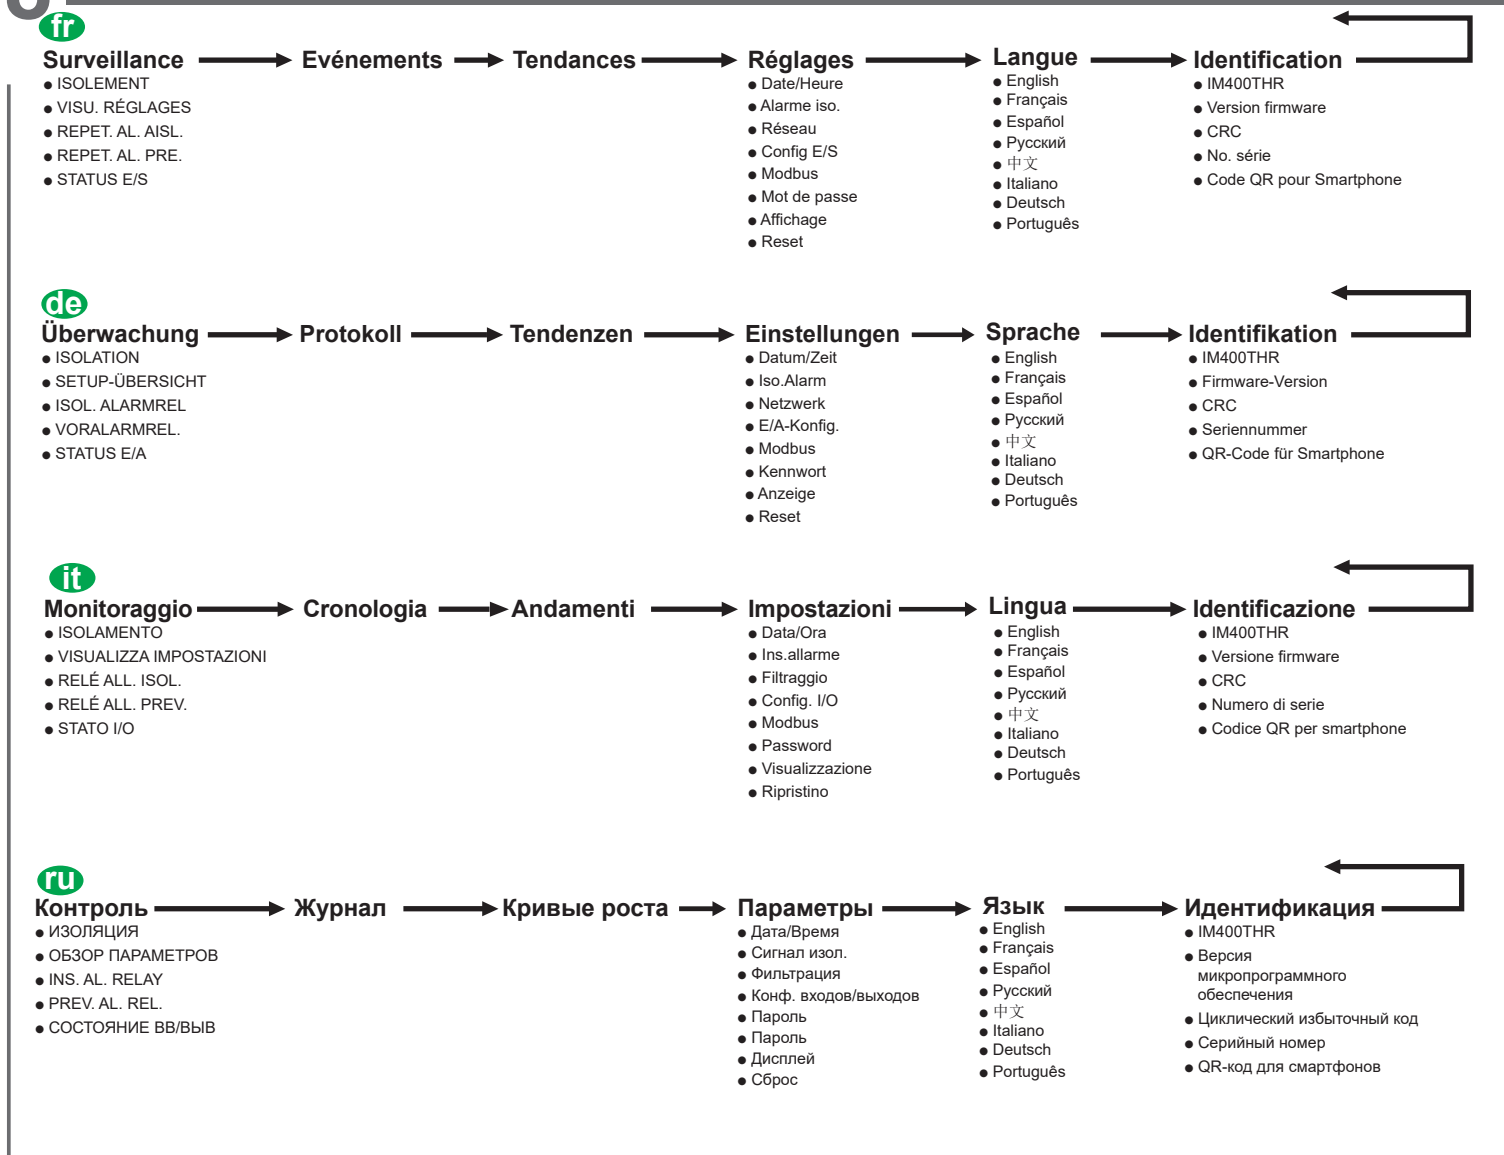 fr
Surveillance
ISOLEMENT
VISU. RÉGLAGES
REPET. AL. AISL.
REPET. AL. PRE.
STATUS E/S
Evénements
Tendances
Réglages
Date/Heure
Alarme iso.
Réseau
Config E/S
Modbus
Mot de passe
Affichage
Reset
Langue
English
Français
Español
Русский
中文
Italiano
Deutsch
Português
Identification
IM400THR
Version firmware
CRC
No. série
Code QR pour Smartphone
de
Überwachung
ISOLATION
SETUP-ÜBERSICHT
ISOL. ALARMREL
VORALARMREL.
STATUS E/A
Protokoll
Tendenzen
Einstellungen
Datum/Zeit
Iso.Alarm
Netzwerk
E/A-Konfig.
Modbus
Kennwort
Anzeige
Reset
Sprache
English
Français
Español
Русский
中文
Italiano
Deutsch
Português
Identifikation
IM400THR
Firmware-Version
CRC
Seriennummer
QR-Code für Smartphone
it
Monitoraggio
ISOLAMENTO
VISUALIZZA IMPOSTAZIONI
RELÉ ALL. ISOL.
RELÉ ALL. PREV.
STATO I/O
Cronologia
Andamenti
Impostazioni
Data/Ora
Ins.allarme
Filtraggio
Config. I/O
Modbus
Password
Visualizzazione
Ripristino
Lingua
English
Français
Español
Русский
中文
Italiano
Deutsch
Português
Identificazione
IM400THR
Versione firmware
CRC
Numero di serie
Codice QR per smartphone
ru
Контроль
ИЗОЛЯЦИЯ
ОБЗОР ПАРАМЕТРОВ
INS. AL. RELAY
PREV. AL. REL.
СОСТОЯНИЕ ВВ/ВЫВ
Журнал
Кривые роста
Параметры
Дата/Время
Сигнал изол.
Фильтрация
Конф. входов/выходов
Пароль
Пароль
Дисплей
Сброс
Язык
English
Français
Español
Русский
中文
Italiano
Deutsch
Português
Идентификация
IM400THR
Версия
микропрограммного
обеспечения
Циклический избыточный код
Серийный номер
QR-код для смартфонов